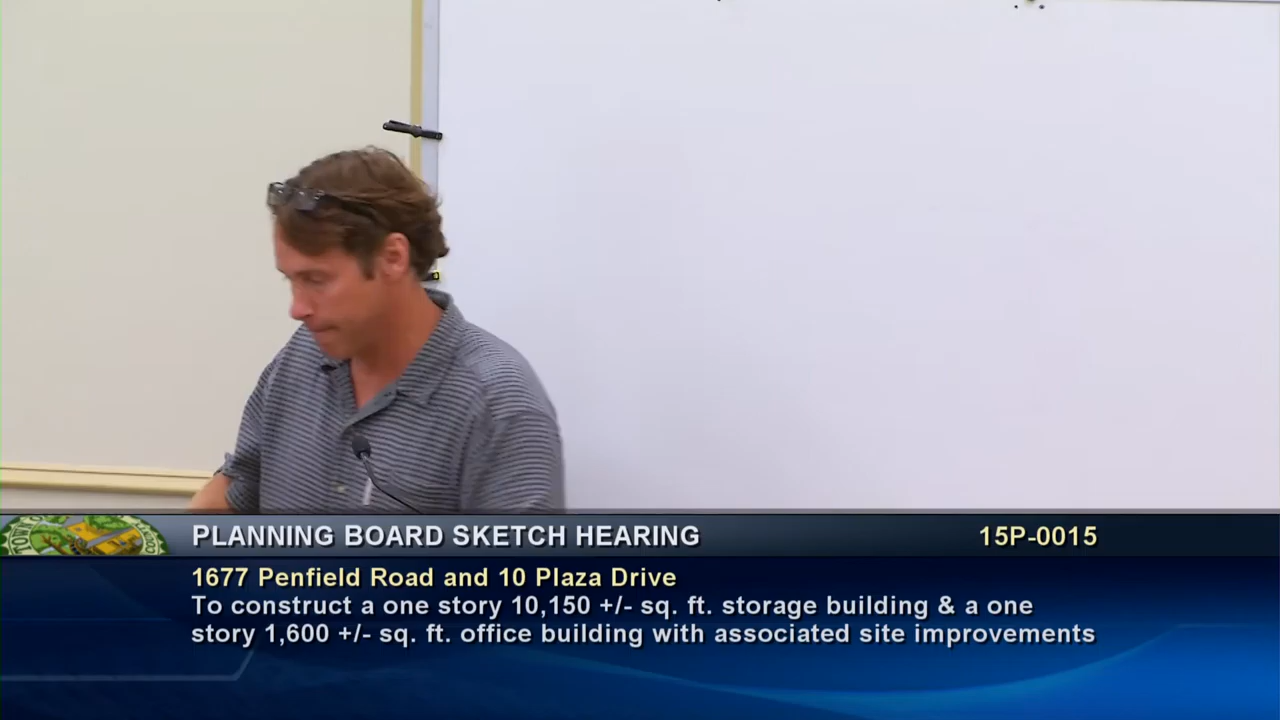 PLANNING BOARD SKETCH HEARING 15P-0015
1677 Penfield Road and 10 Plaza Drive
To construct a one story 10,150 +/- sq. ft. storage building & a one
story 1,600 +/- sq. ft. office building with associated site improvements